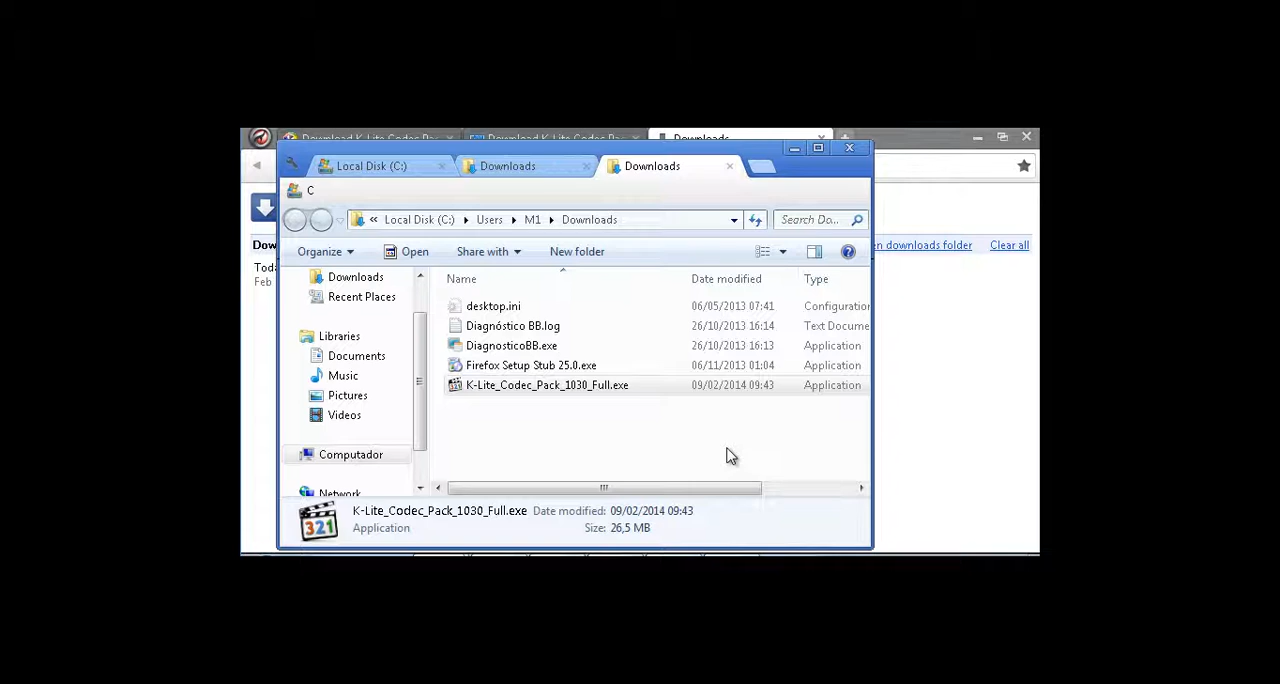 Downloads
Local Disk (C:)
Downloads
Downloads
C
« Local Disk (C:) Users M1 Downloads
Search Do...
Organize Open Share with New folder
downloads folder Clear all
Downloads
Recent Places
Libraries
Documents
Music
Pictures
Videos
Computador
Network
Name Date modified Type
desktop.ini 06/05/2013 07:41 Configuration
Diagnóstico BB.log 26/10/2013 16:14 Text Docume
DiagnosticoBB.exe 26/10/2013 16:13 Application
Firefox Setup Stub 25.0.exe 06/11/2013 01:04 Application
K-Lite_Codec_Pack_1030_Full.exe 09/02/2014 09:43 Application
Feb
321
K-Lite_Codec_Pack_1030_Full.exe Date modified: 09/02/2014 09:43
Application Size: 26,5 MB